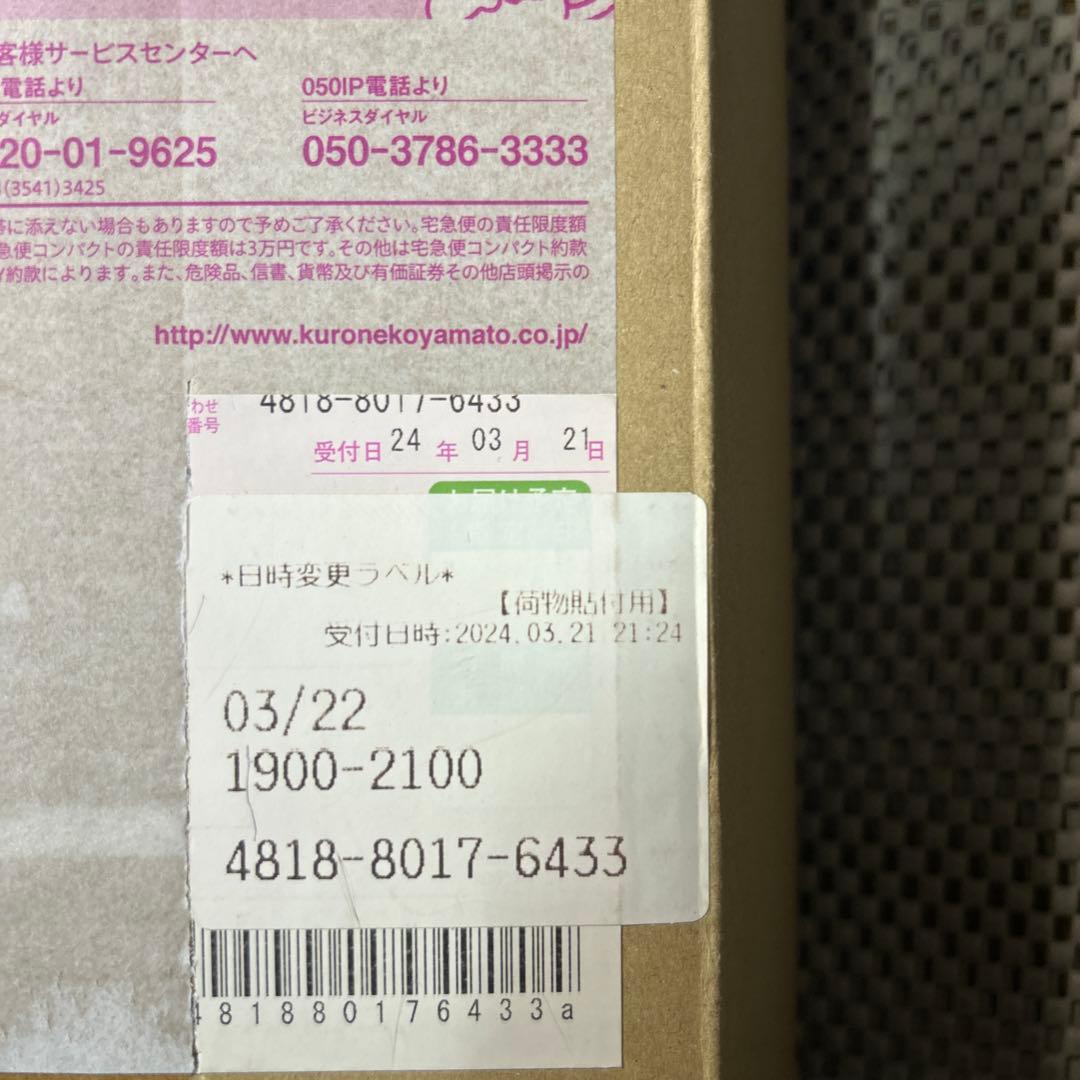 客様サービスセンターへ
電話より
050IP電話より
ダイヤル
ビジネスダイヤル
20-01-9625
050-3786-3333
(3541)3425
に添えない場合もありますので予めご了承ください。宅急便の責任限度額
急便コンパクトの責任限度額は3万円です。その他は宅急便コンパクト約款
約款によります。また、危険品、信書、貨幣及び有価証券その他店頭掲示の
http://www.kuronekoyamato.co.jp/
わせ
番号
4818-8017-6433
受付日 24 年 03 月 21日
お届け予定
*日時変更ラベル*
【荷物貼付用】
受付日時:2024.03.21 21:24
03/22
1900-2100
4818-8017-6433
481880176433a